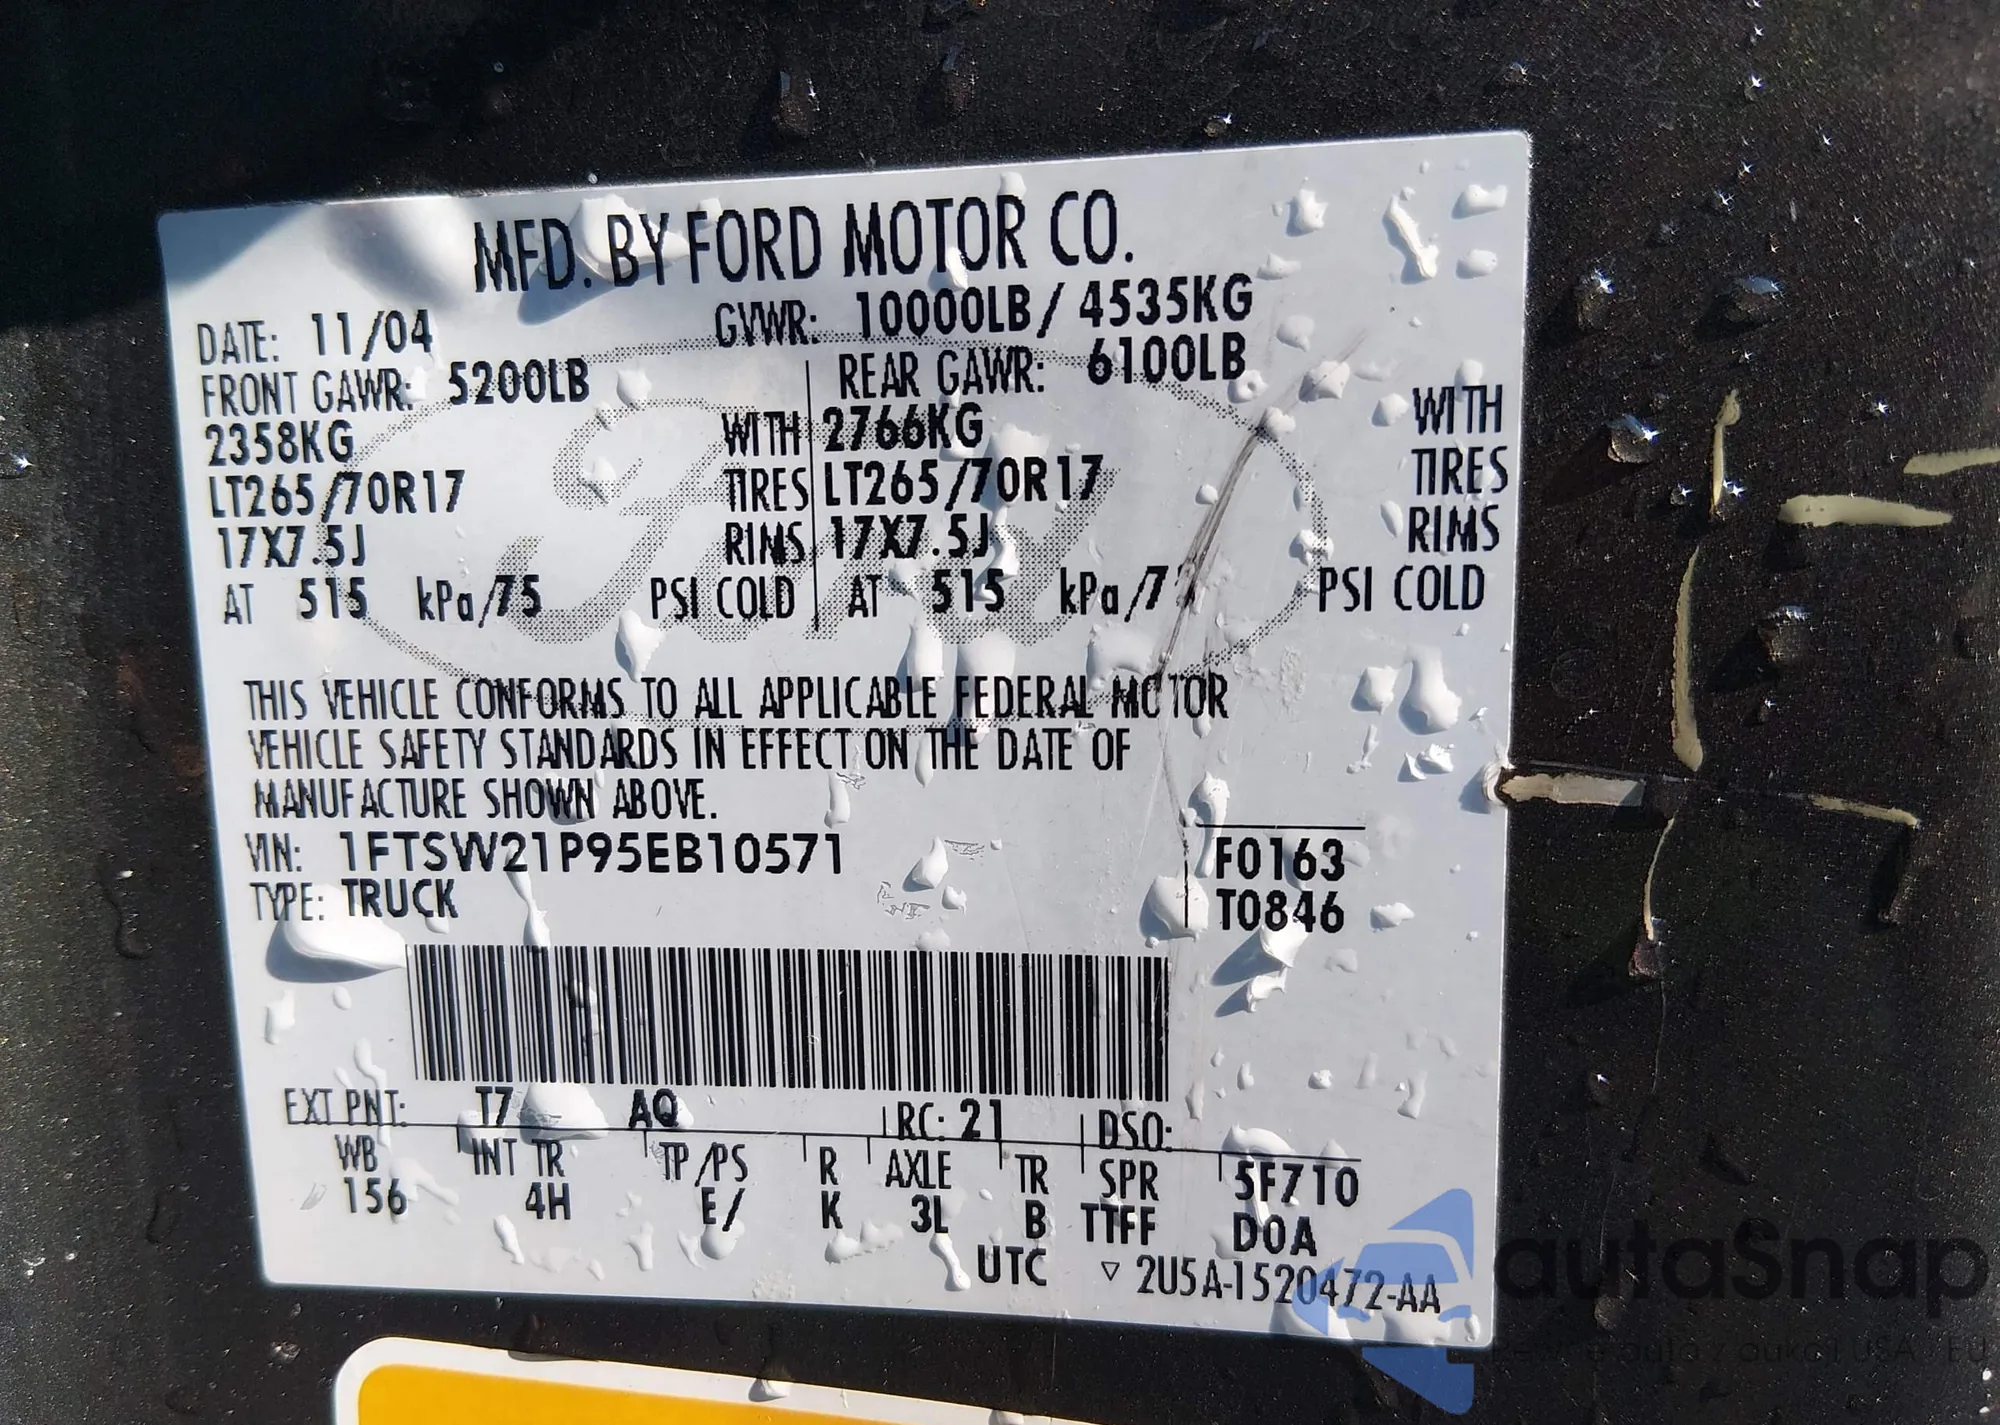 MFD. BY FORD MOTOR CO.
DATE: 11/04 GVWR: 10000LB/ 4535KG
FRONT GAWR: 5200LB REAR GAWR: 6100LB
2358KG WITH 2766KG WITH
LT265/70R17 TIRES LT265/70R17 TIRES
17X7.5J RIMS 17X7.5J RIMS
AT 515 kPa/75 PSI COLD AT 515 kPa/7 PSI COLD
THIS VEHICLE CONFORMS TO ALL APPLICABLE FEDERAL MOTOR
VEHICLE SAFETY STANDARDS IN EFFECT ON THE DATE OF
MANUFACTURE SHOWN ABOVE.
VIN: 1FTSW21P95EB10571 F0163
TYPE: TRUCK T0846
EXT PNT: T7 AQ RC: 21 DSO:
WB INT TR TP/PS R AXLE TR SPR 5F710
156 4H E/ K 3L B TTFF D0A
UTC ▽ 2U5A-1520472-AA
Ford
autoSnap